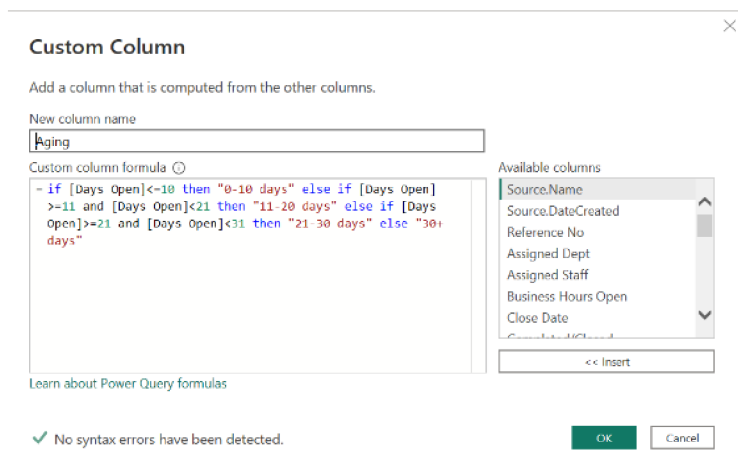 Custom Column
Add a column that is computed from the other columns.
New column name
Aging
Custom column formula
= if [Days Open]<=10 then "0-10 days" else if [Days Open]
>=11 and [Days Open]<21 then "11-20 days" else if [Days
Open]>=21 and [Days Open]<31 then "21-30 days" else "30+
days"
Available columns
Source.Name
Source.DateCreated
Reference No
Assigned Dept
Assigned Staff
Business Hours Open
Close Date
<< Insert
Learn about Power Query formulas
No syntax errors have been detected.
OK
Cancel